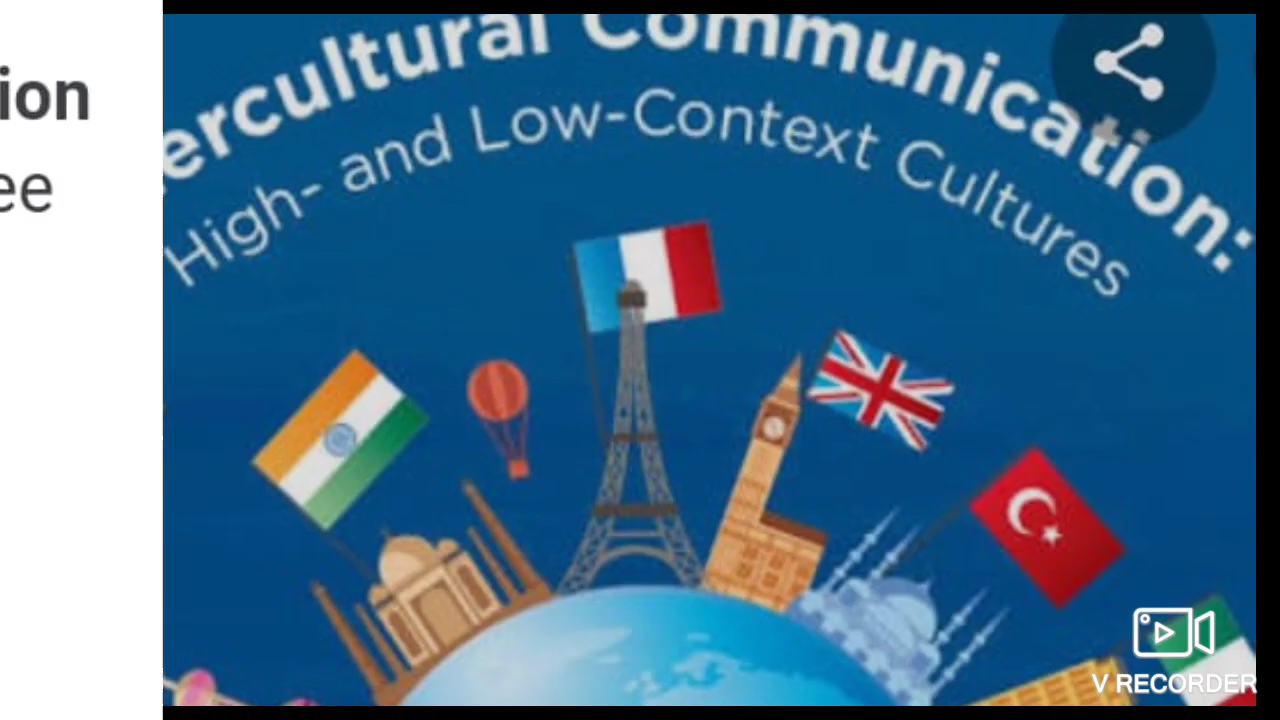 ion
ee
ercultural Communication:
High- and Low-Context Cultures
V RECORDER